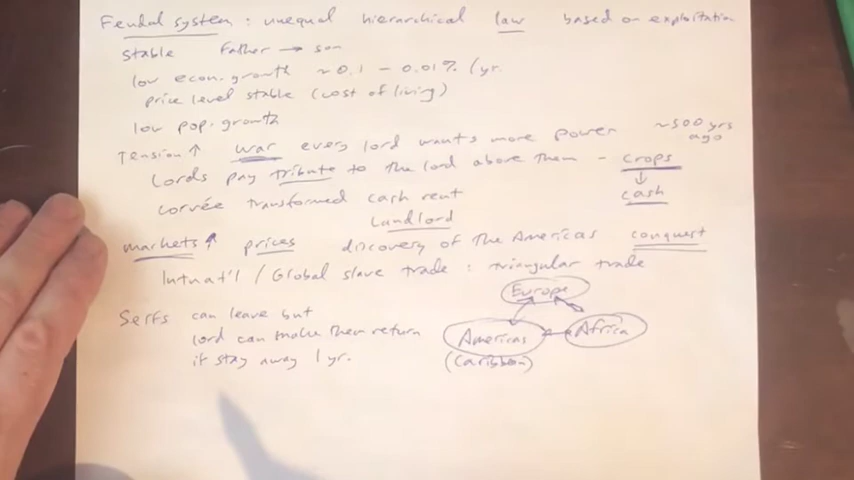 Feudal system : unequal hierarchical law based on exploitation
stable father → son
low econ. growth ~0.1 - 0.01% /yr.
price level stable (cost of living)
low pop. growth
Tension ↑ war every lord wants more power ~500 yrs ago
Lords pay tribute to the lord above them - crops
↓
corvée transformed cash rent cash
Landlord
markets ↑ prices discovery of the Americas conquest
Intnat'l / Global slave trade : triangular trade
Europe
Serfs can leave but
lord can make them return Americas Africa
if stay away 1 yr. (Caribbean)